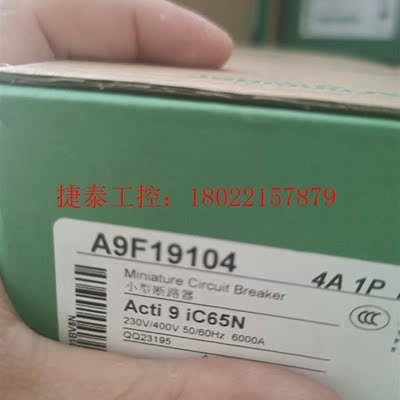 捷泰工控：18022157879
A9F19104
4A 1P
Miniature Circuit Breaker
小型断路器
Acti 9 iC65N
230V/400V 50/60Hz 6000A
QQ23195
CCC